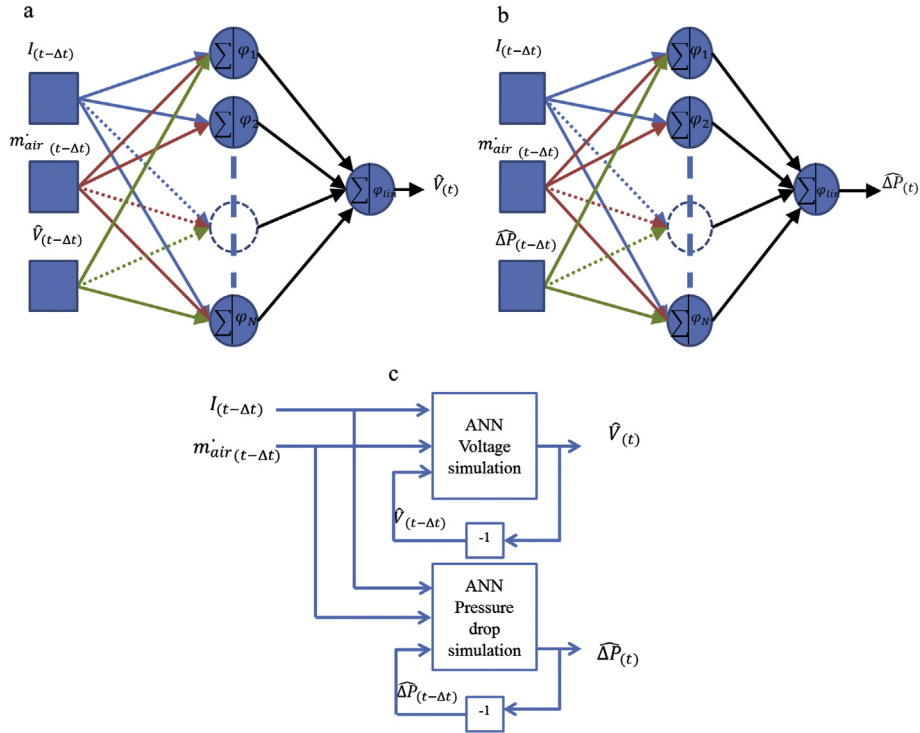 a
I(t−Δt)
ṁair (t−Δt)
V̂(t−Δt)
∑ φ1
∑ φ2
∑ φN
∑ φlin
V̂(t)
b
I(t−Δt)
ṁair (t−Δt)
ΔP̂(t−Δt)
∑ φ1
∑ φ2
∑ φN
∑ φlin
ΔP̂(t)
c
I(t−Δt)
ṁair (t−Δt)
ANN
Voltage
simulation
V̂(t)
V̂(t−Δt)
-1
ANN
Pressure
drop
simulation
ΔP̂(t)
ΔP̂(t−Δt)
-1